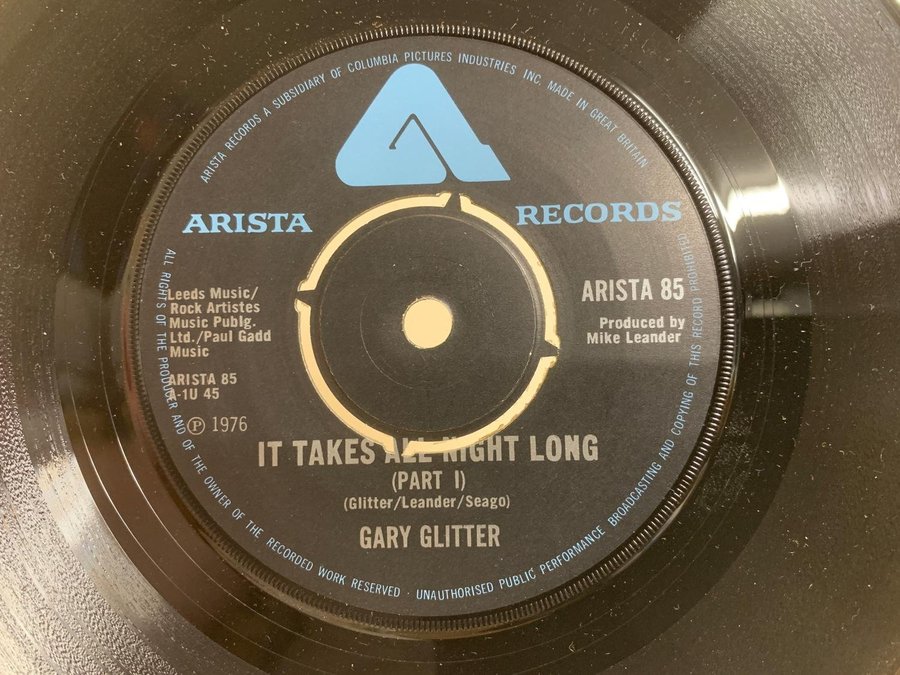 ARISTA RECORDS A SUBSIDIARY OF COLUMBIA PICTURES INDUSTRIES INC. MADE IN GREAT BRITAIN
ARISTA RECORDS
ARISTA 85
Produced by
Mike Leander
Leeds Music/
Rock Artistes
Music Publg.
Ltd./Paul Gadd
Music
ARISTA 85
A-1U 45
℗ 1976
IT TAKES ALL NIGHT LONG
(PART I)
(Glitter/Leander/Seago)
GARY GLITTER
ALL RIGHTS OF THE PRODUCER AND OF THE OWNER OF THE RECORDED WORK RESERVED · UNAUTHORISED PUBLIC PERFORMANCE BROADCASTING AND COPYING OF THIS RECORD PROHIBITED